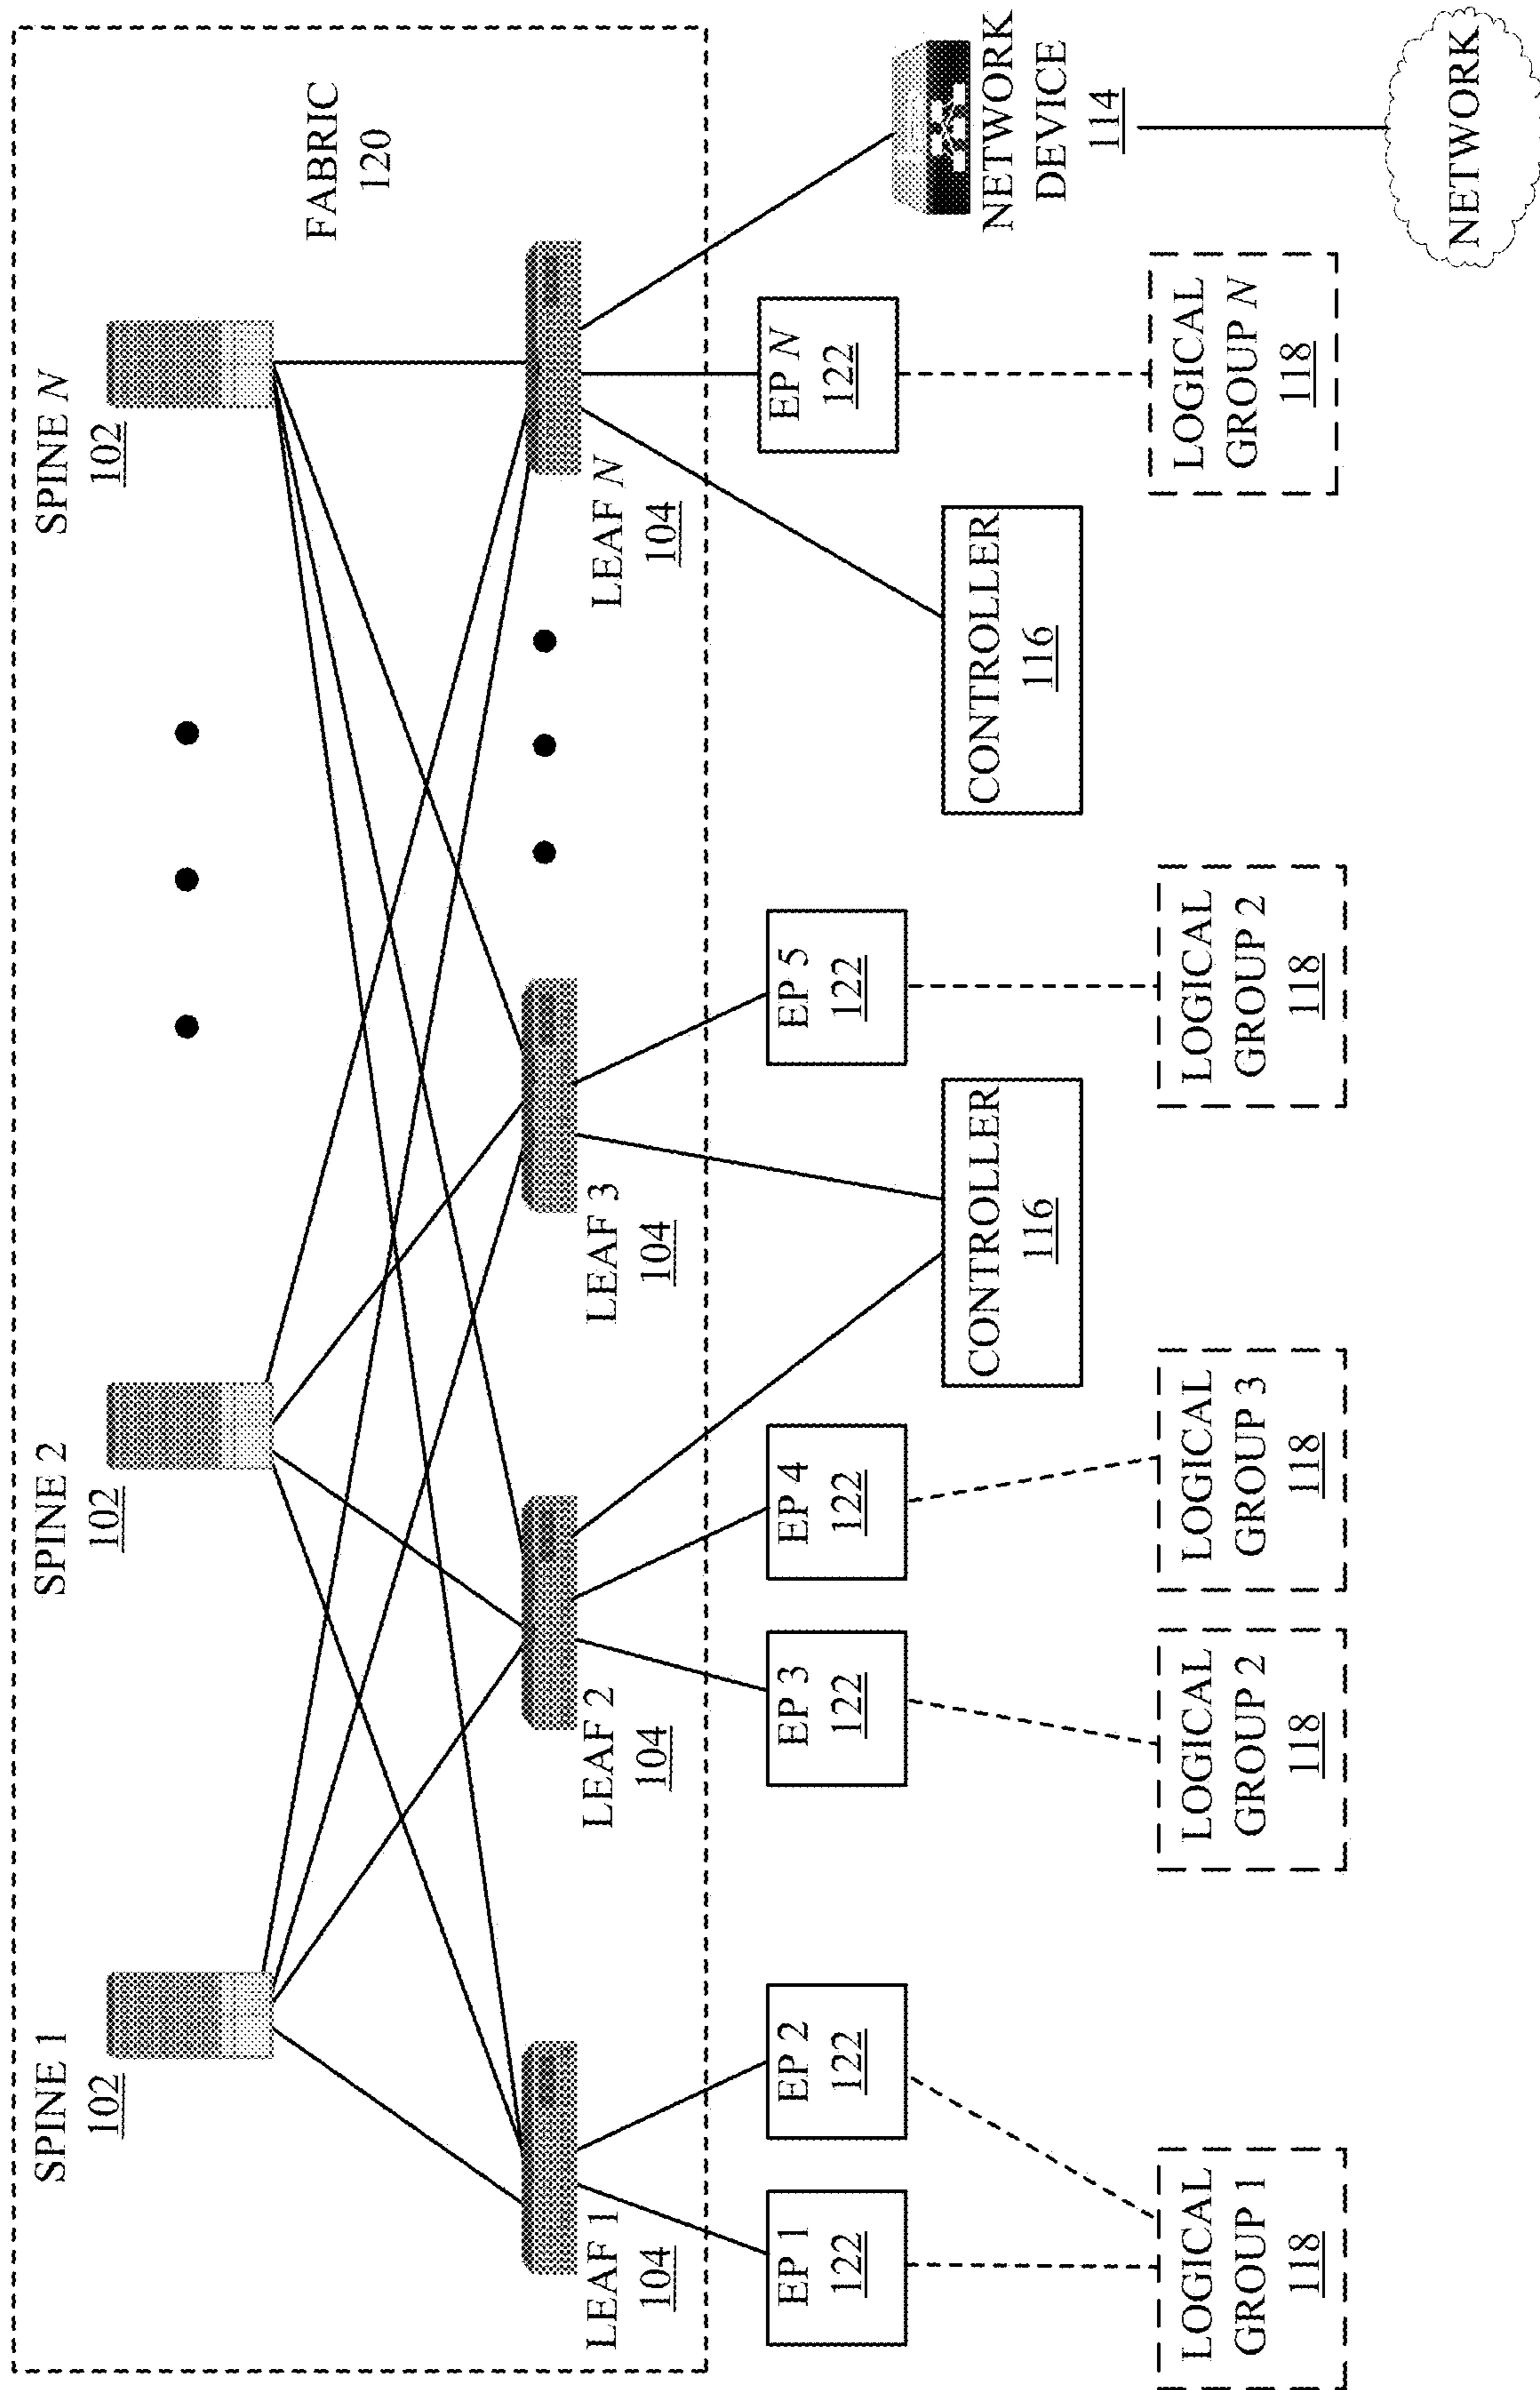 SPINE 1
102
SPINE 2
102
SPINE N
102
FABRIC
120
LEAF 1
104
LEAF 2
104
LEAF 3
104
LEAF N
104
EP 1
122
EP 2
122
EP 3
122
EP 4
122
EP 5
122
EP N
122
CONTROLLER
116
CONTROLLER
116
NETWORK
DEVICE
114
LOGICAL
GROUP 1
118
LOGICAL
GROUP 2
118
LOGICAL
GROUP 3
118
LOGICAL
GROUP 2
118
LOGICAL
GROUP N
118
NETWORK